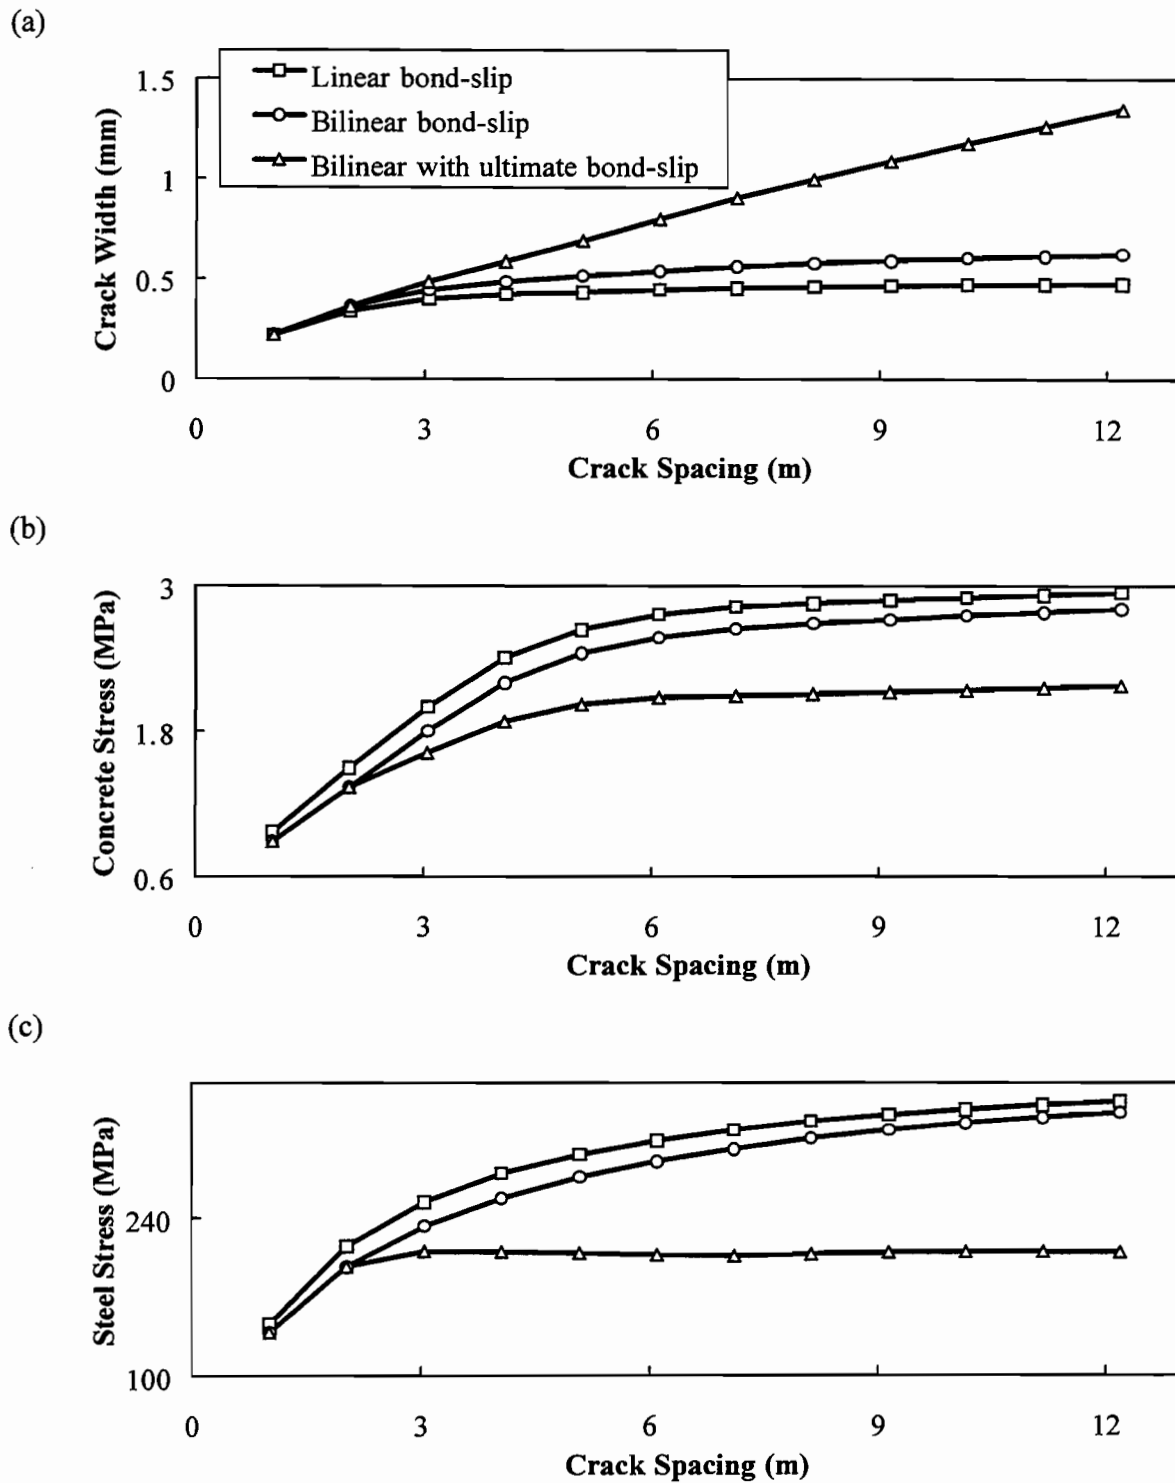 (a)
Linear bond-slip
Bilinear bond-slip
Bilinear with ultimate bond-slip
1.5
1
0.5
0
Crack Width (mm)
0 3 6 9 12
Crack Spacing (m)
(b)
3
1.8
0.6
Concrete Stress (MPa)
0 3 6 9 12
Crack Spacing (m)
(c)
240
100
Steel Stress (MPa)
0 3 6 9 12
Crack Spacing (m)